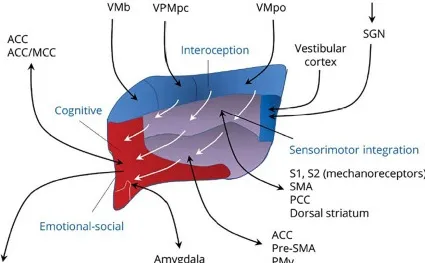 VMb
VPMpc
VMpo
SGN
ACC
ACC/MCC
Interoception
Vestibular
cortex
Cognitive
Sensorimotor integration
S1, S2 (mechanoreceptors)
SMA
PCC
Dorsal striatum
Emotional-social
ACC
Pre-SMA
PMv
Amygdala